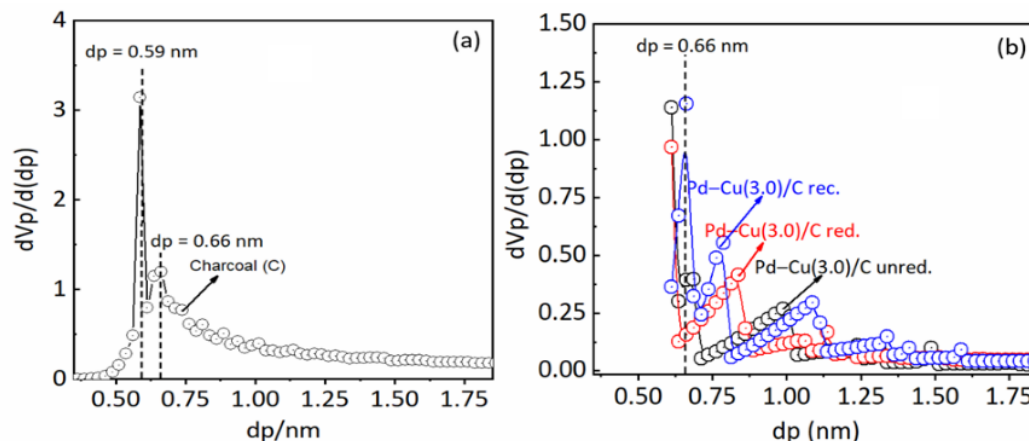 (a)
dp = 0.59 nm
dp = 0.66 nm
Charcoal (C)
dVp/d(dp)
4
3
2
1
0
0.50 0.75 1.00 1.25 1.50 1.75
dp/nm
(b)
dp = 0.66 nm
Pd–Cu(3.0)/C rec.
Pd–Cu(3.0)/C red.
Pd–Cu(3.0)/C unred.
dVp/d(dp)
1.50
1.25
1.00
0.75
0.50
0.25
0.00
0.50 0.75 1.00 1.25 1.50 1.75
dp (nm)